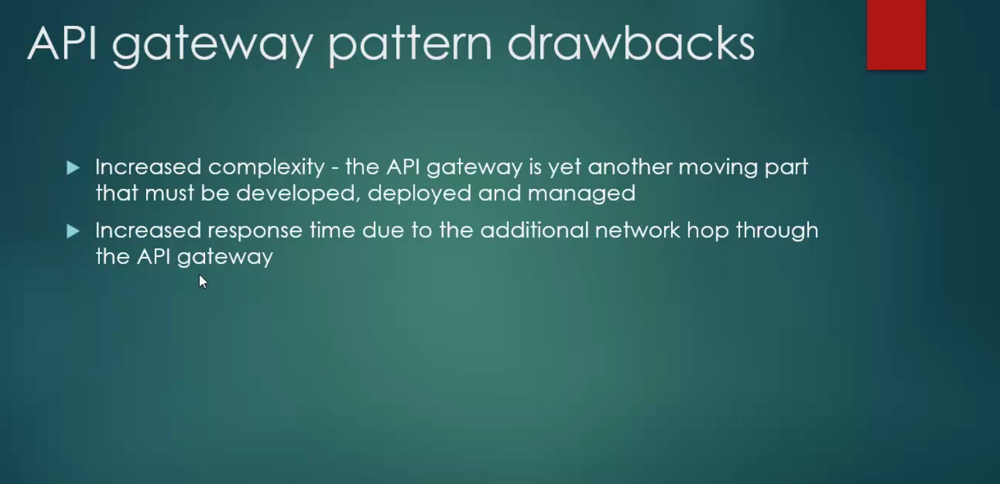 API gateway pattern drawbacks
Increased complexity - the API gateway is yet another moving part
that must be developed, deployed and managed
Increased response time due to the additional network hop through
the API gateway